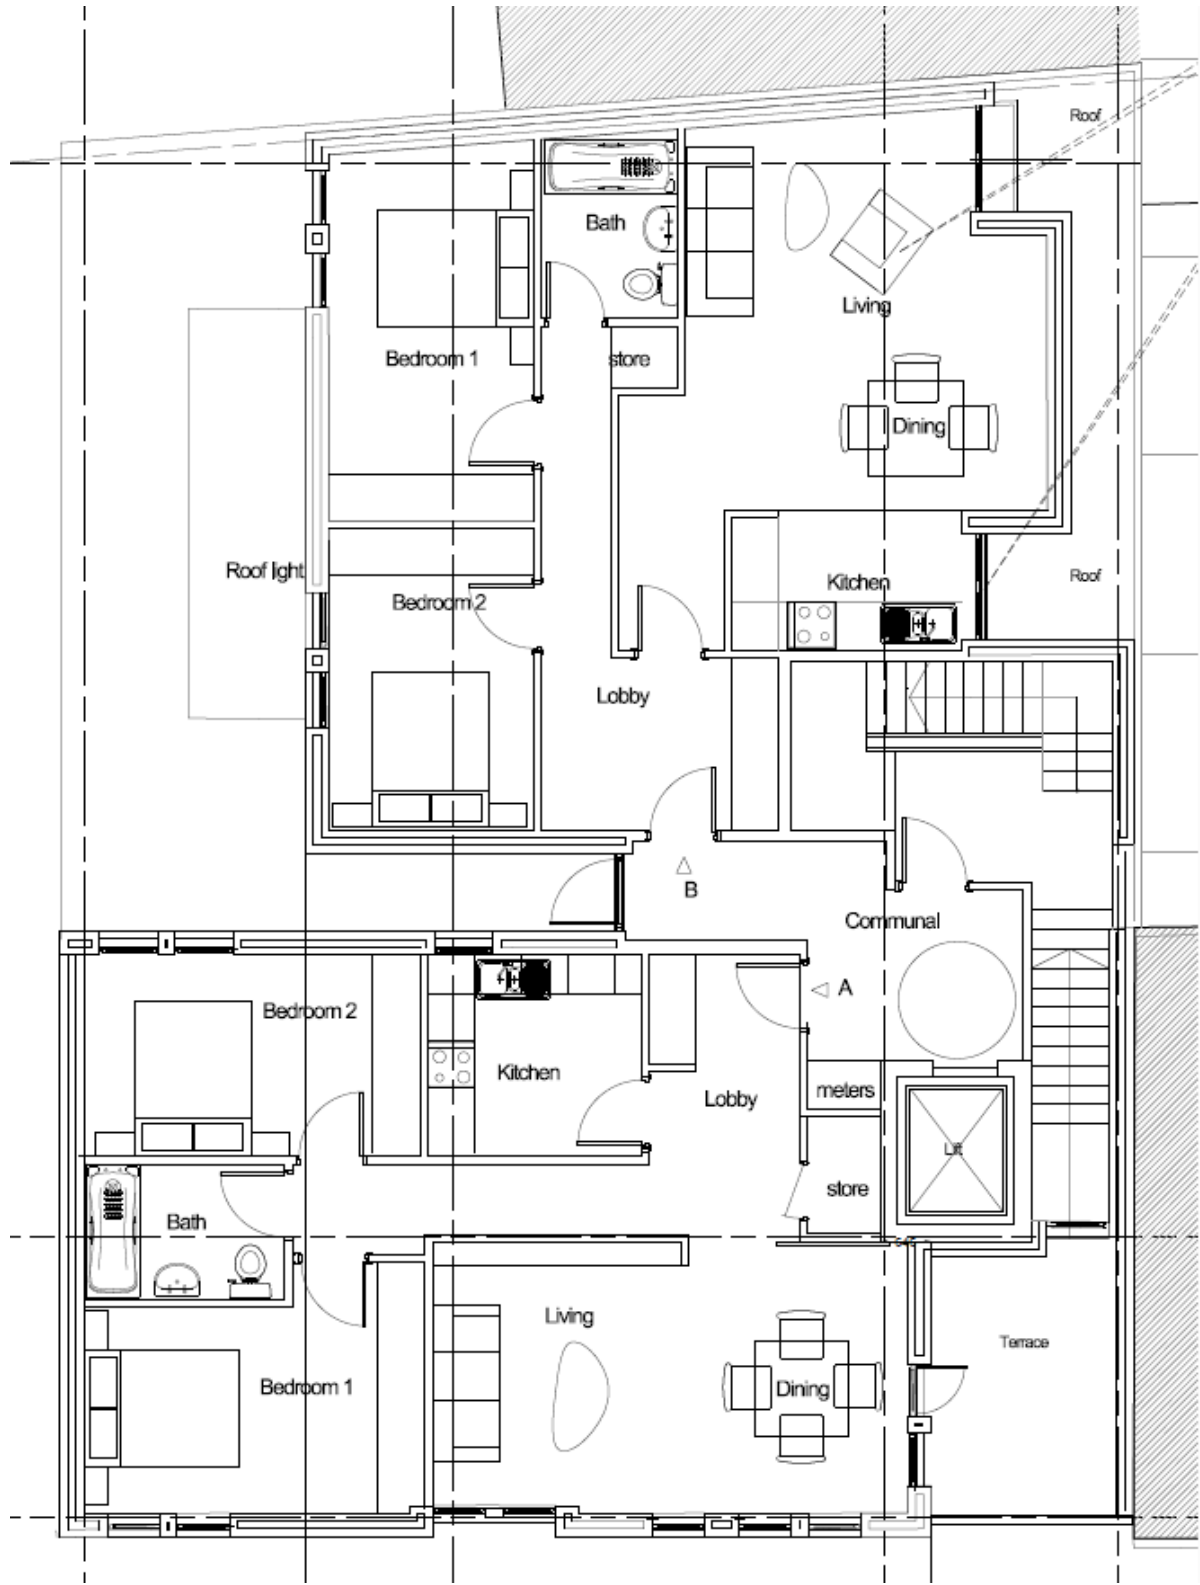 Roof
Bath
Living
Bedroom 1
store
Dining
Roof light
Kitchen
Roof
Bedroom 2
Lobby
B
Communal
A
Bedroom 2
Kitchen
Lobby
meters
Lift
store
Bath
Living
Terrace
Bedroom 1
Dining